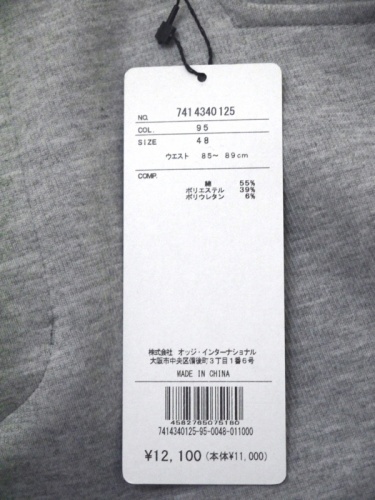 NO. 7414340125
COL. 95
SIZE 48
ウエスト 85～ 89cm
COMP.
綿 55%
ポリエステル 39%
ポリウレタン 6%
株式会社 オッジ・インターナショナル
大阪市中央区備後町3丁目1番6号
MADE IN CHINA
4582765075180
7414340125-95-0048-011000
¥12,100 (本体¥11,000)